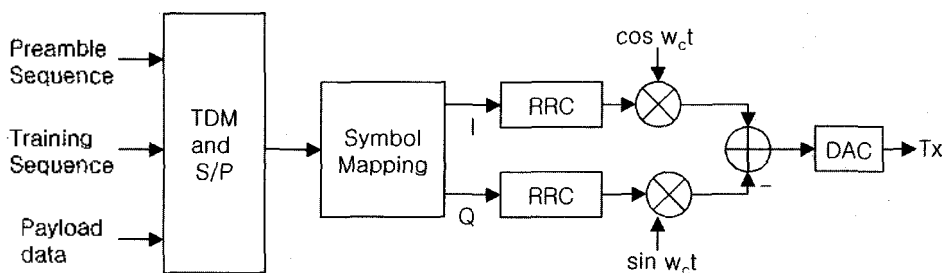 Preamble
Sequence
Training
Sequence
Payload
data
TDM
and
S/P
Symbol
Mapping
I
Q
RRC
RRC
cos w_ct
sin w_ct
−
DAC
Tx